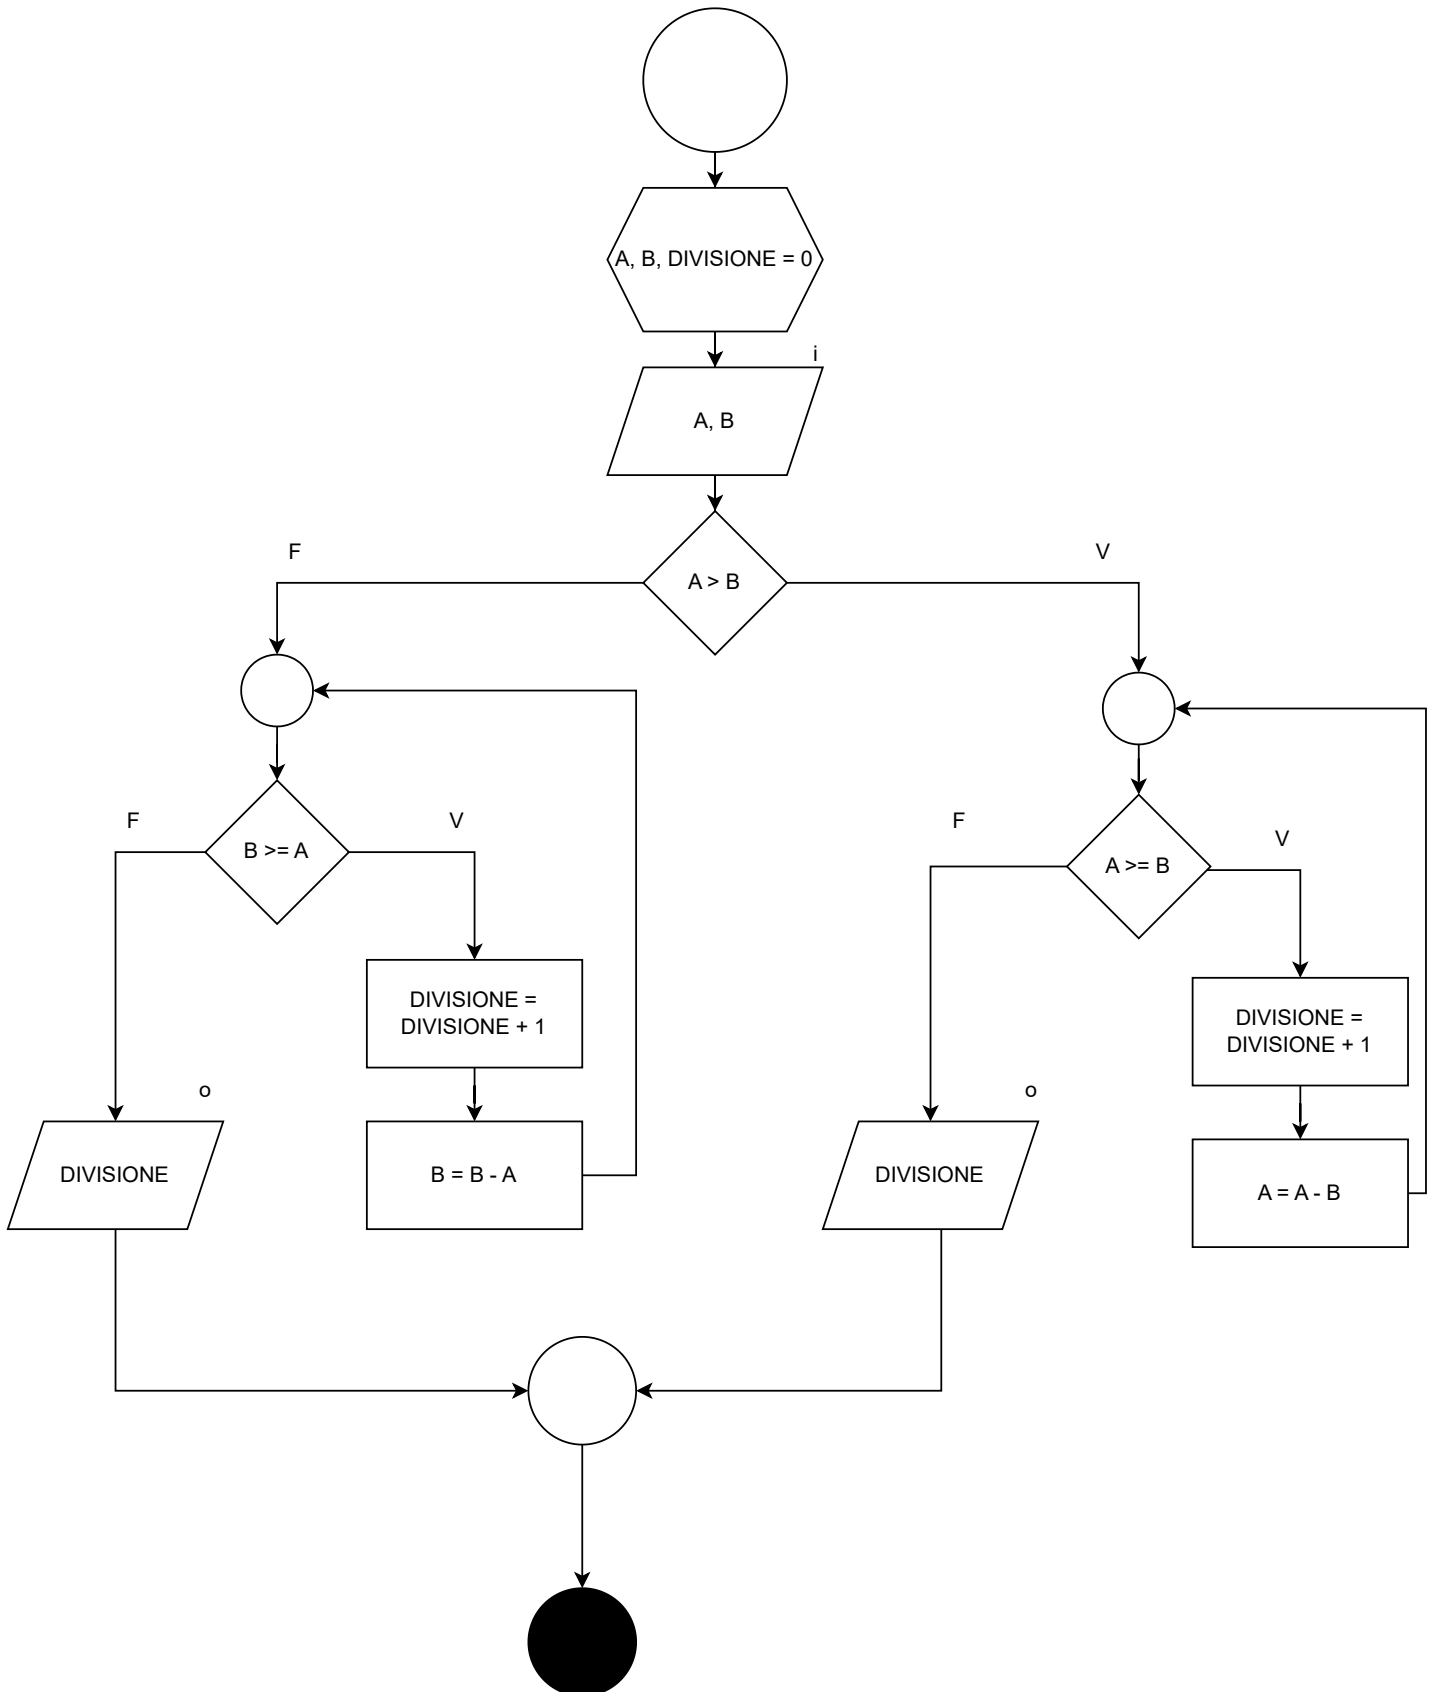 A, B, DIVISIONE = 0
i
A, B
F
V
A > B
F
V
B >= A
F
V
A >= B
DIVISIONE =
DIVISIONE + 1
DIVISIONE =
DIVISIONE + 1
o
o
DIVISIONE
B = B - A
DIVISIONE
A = A - B